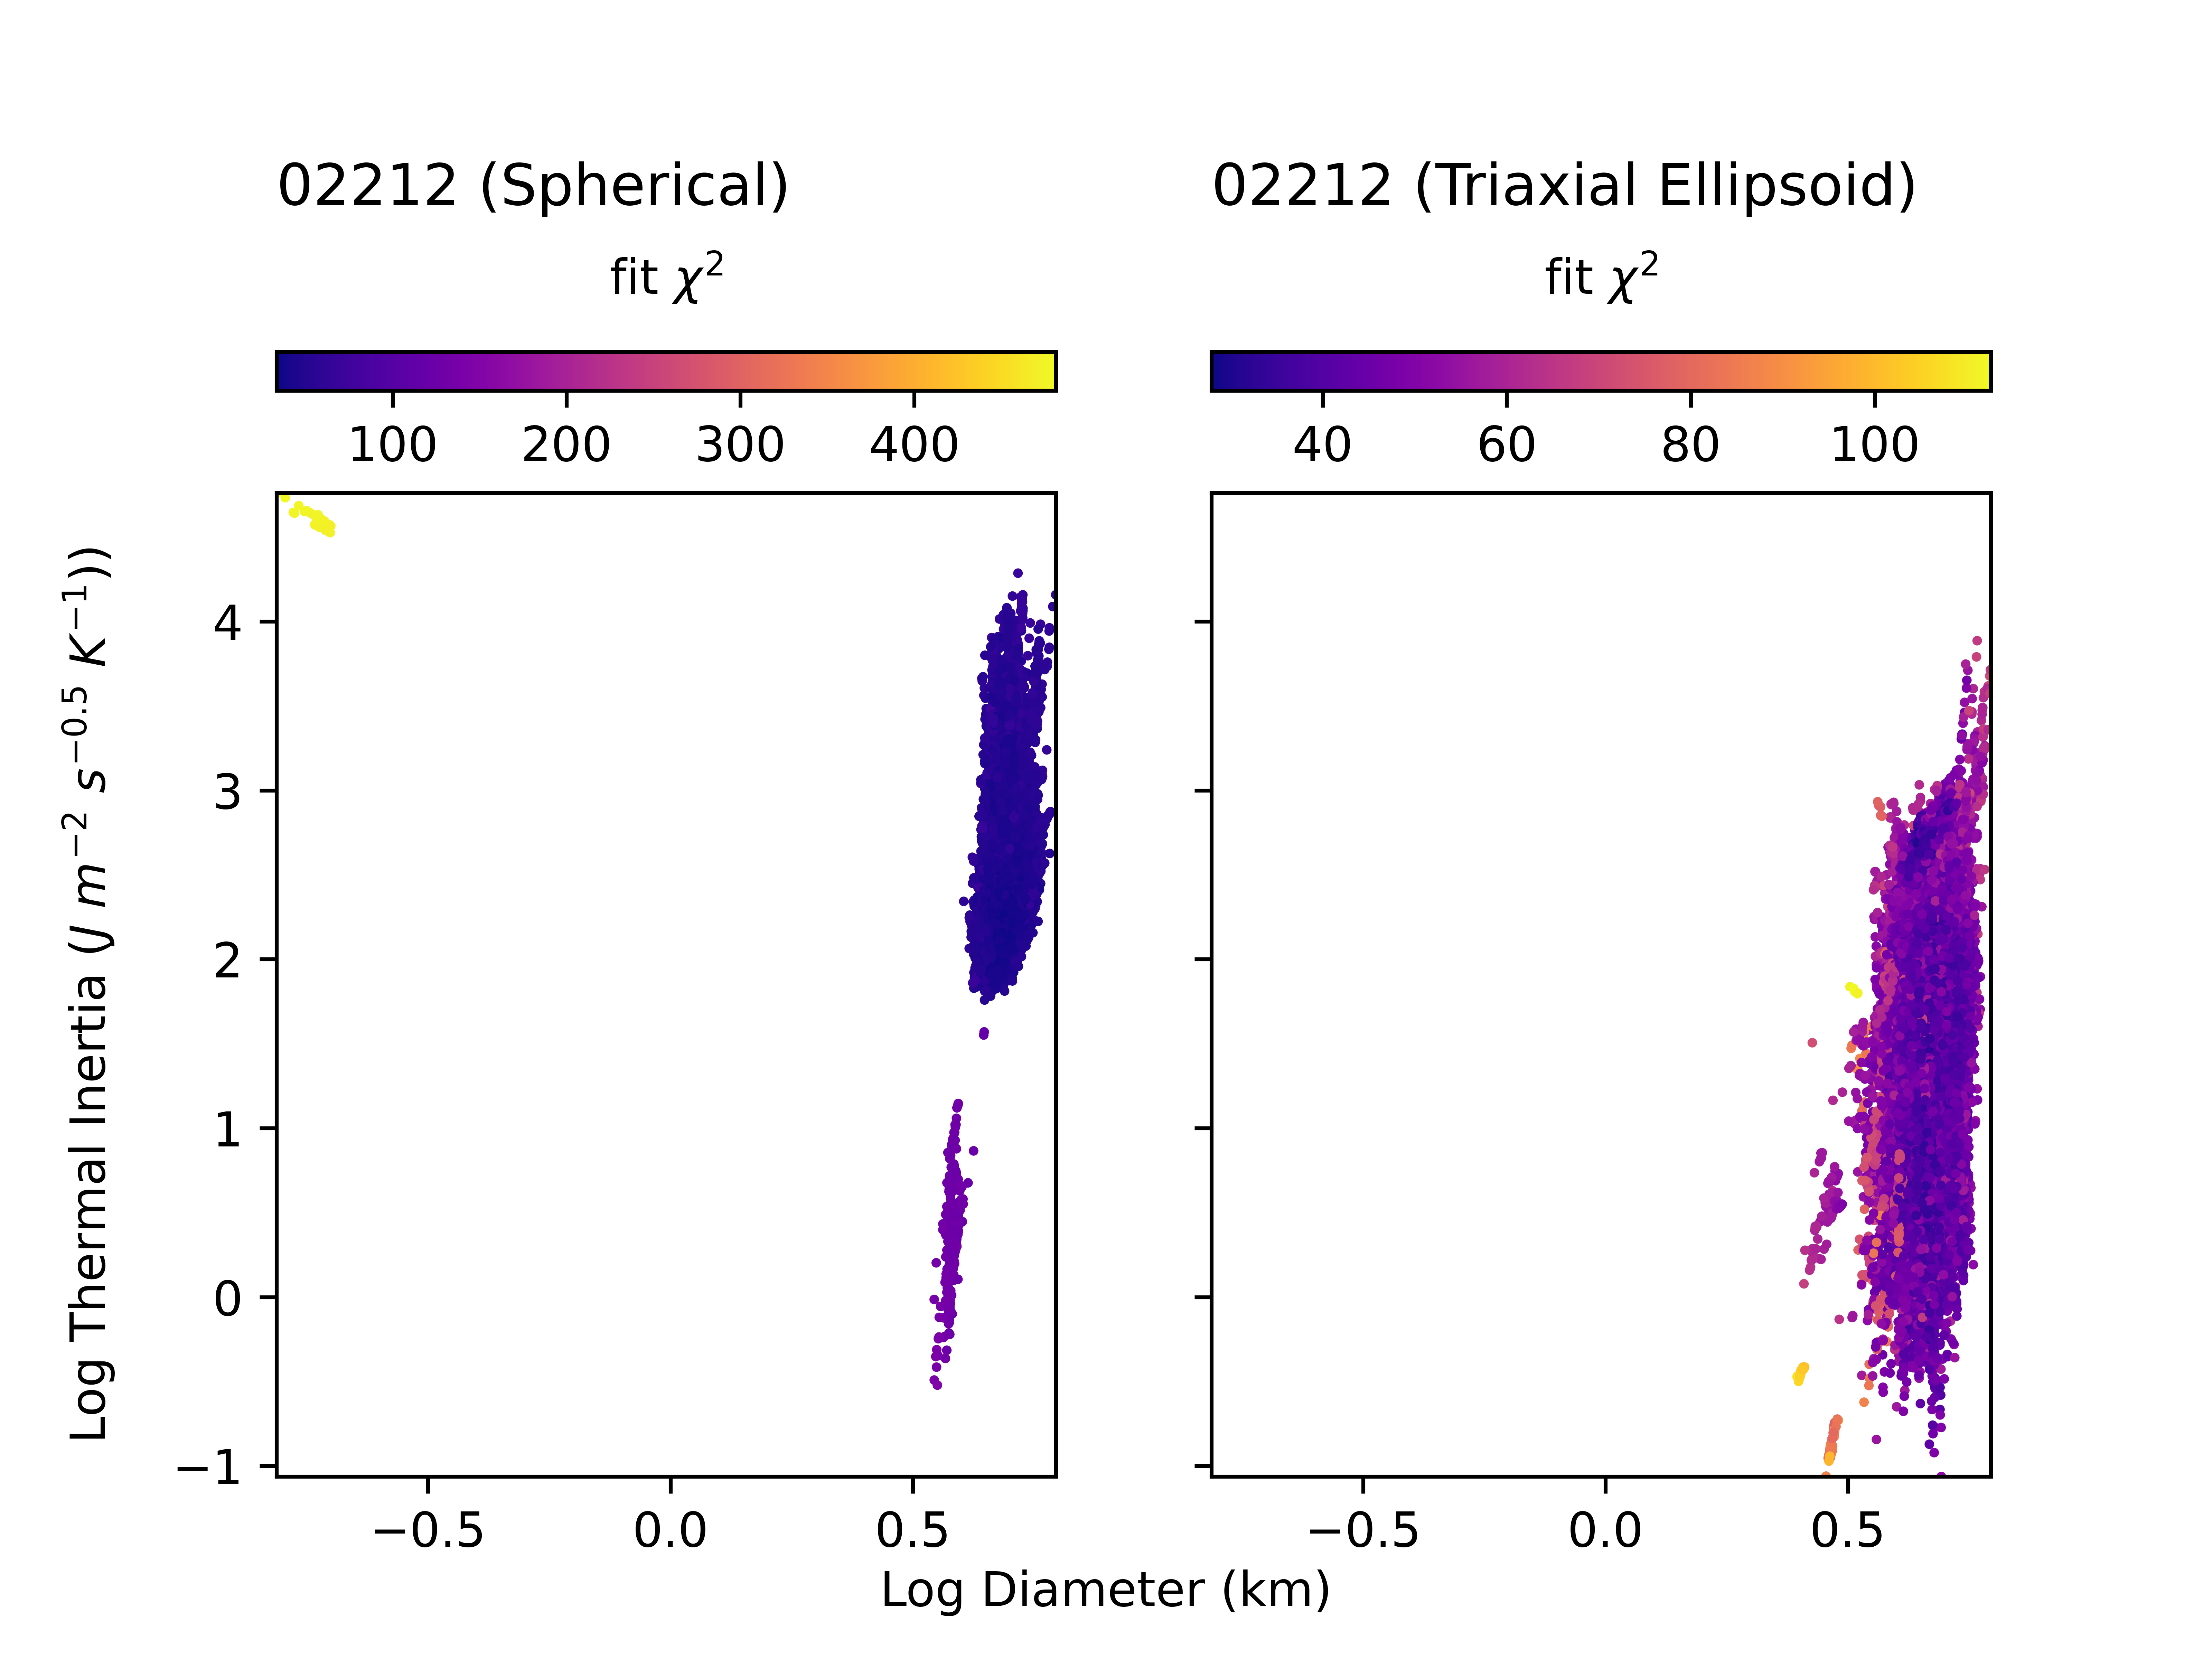 02212 (Spherical)
02212 (Triaxial Ellipsoid)
fit χ²
fit χ²
100 200 300 400
40 60 80 100
Log Thermal Inertia (J m⁻² s⁻⁰·⁵ K⁻¹))
4
3
2
1
0
−1
−0.5 0.0 0.5
−0.5 0.0 0.5
Log Diameter (km)